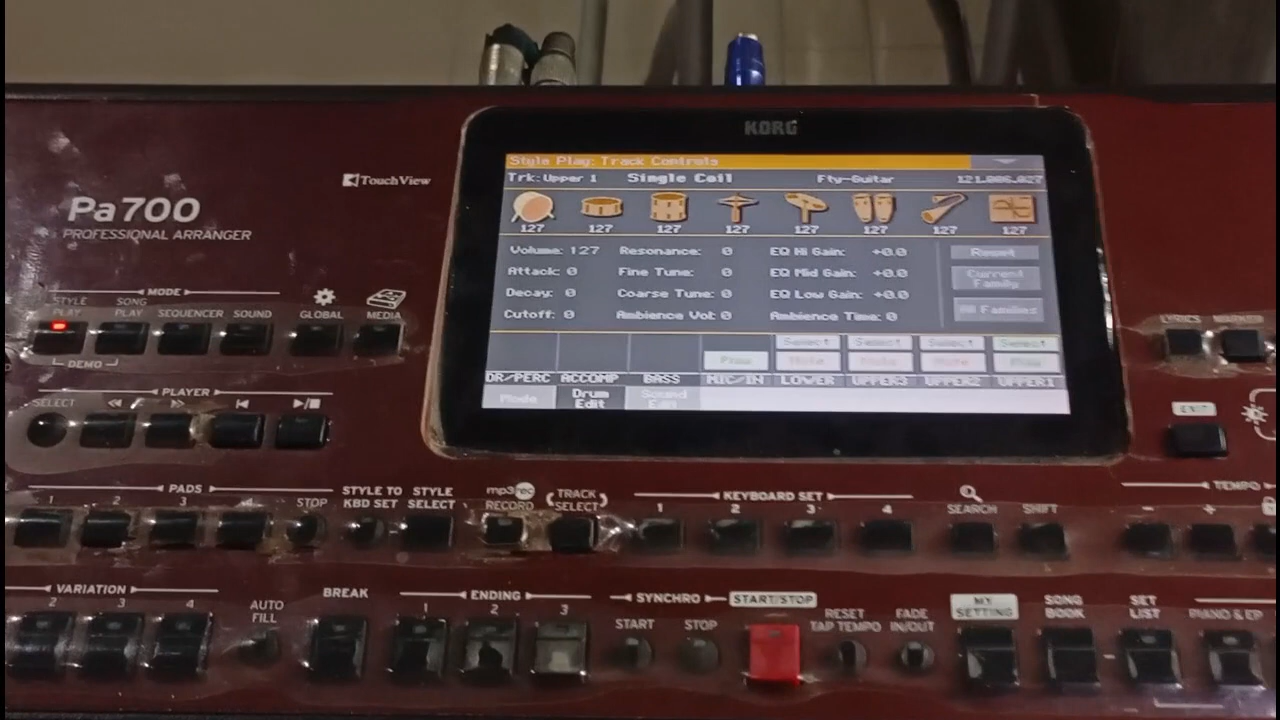 KORG
Style Play: Track Controls
Trk: Upper 1 Single Coil Fty-Guitar 121.006.027
127 127 127 127 127 127 127 127
Volume: 127 Resonance: 0 EQ Hi Gain: +0.0 Reset
Attack: 0 Fine Tune: 0 EQ Mid Gain: +0.0 Current Family
Decay: 0 Coarse Tune: 0 EQ Low Gain: +0.0 All Families
Cutoff: 0 Ambience Vol: 0 Ambience Time: 0
Select Select Select Select
Play Mute Mute Mute Play
DR/PERC ACCOMP BASS MIC/IN LOWER UPPER3 UPPER2 UPPER1
Mode Drum Edit Sound Edit
TouchView
Pa700
PROFESSIONAL ARRANGER
MODE
STYLE PLAY SONG PLAY SEQUENCER SOUND GLOBAL MEDIA
DEMO
LYRICS MARKER
PLAYER
SELECT
EXIT
PADS
1 2 3 4 STOP
STYLE TO KBD SET
STYLE SELECT
mp3 rec
RECORD
TRACK SELECT
KEYBOARD SET
1 2 3 4
SEARCH SHIFT
TEMPO
- +
VARIATION
2 3 4
AUTO FILL
BREAK
ENDING
1 2 3
SYNCHRO
START STOP
START/STOP
RESET
TAP TEMPO
FADE IN/OUT
MY SETTING
SONG BOOK
SET LIST
PIANO & EP